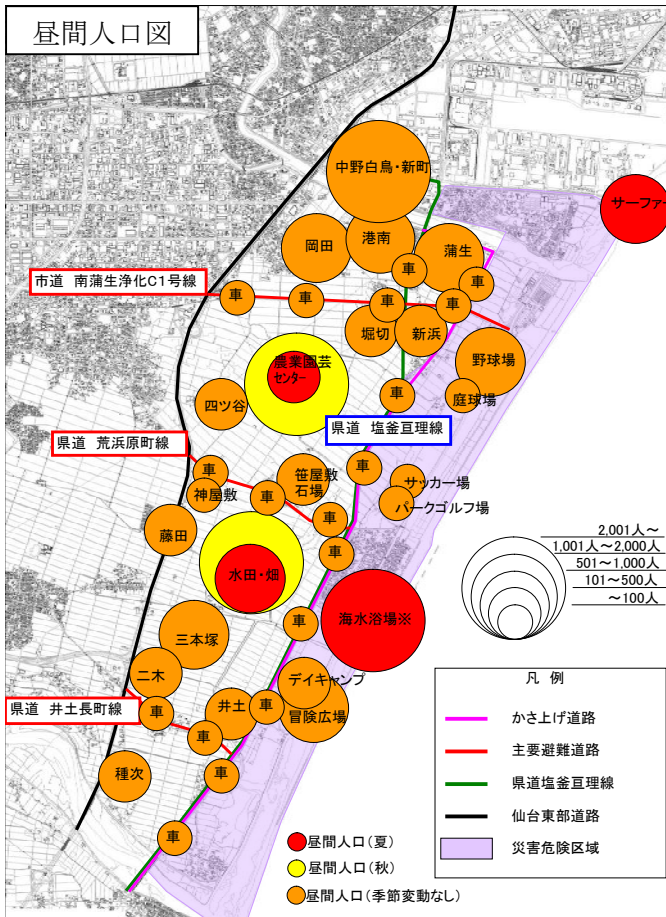 昼間人口図
中野白鳥・新町
サーファー
岡田
港南
蒲生
車
市道 南蒲生浄化C1号線
車
車
車
車
車
堀切
新浜
野球場
農業園芸
センター
車
庭球場
四ツ谷
県道 塩釜亘理線
県道 荒浜原町線
車
車
笹屋敷
石場
サッカー場
神屋敷
車
パークゴルフ場
車
藤田
2,001人~
1,001人~2,000人
501~1,000人
101~500人
~100人
車
水田・畑
海水浴場※
車
三本塚
二木
デイキャンプ
凡 例
県道 井土長町線
車
井土
車
冒険広場
かさ上げ道路
車
主要避難道路
種次
車
県道塩釜亘理線
仙台東部道路
車
昼間人口(夏)
災害危険区域
昼間人口(秋)
昼間人口(季節変動なし)